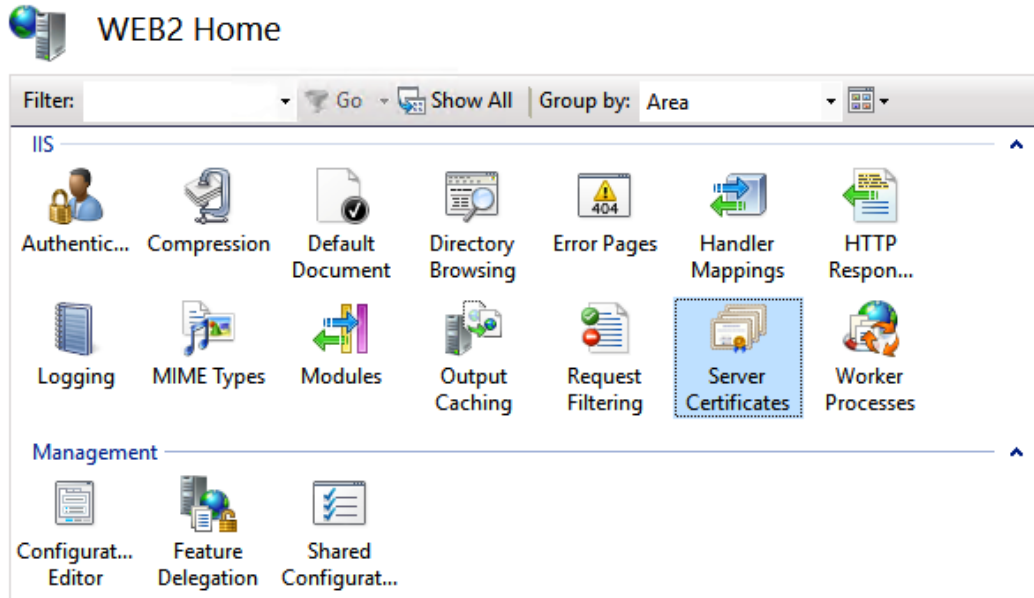 WEB2 Home
Filter: Go Show All Group by: Area
IIS
Authentic... Compression Default Document Directory Browsing Error Pages Handler Mappings HTTP Respon...
404
Logging MIME Types Modules Output Caching Request Filtering Server Certificates Worker Processes
Management
Configurat... Editor Feature Delegation Shared Configurat...